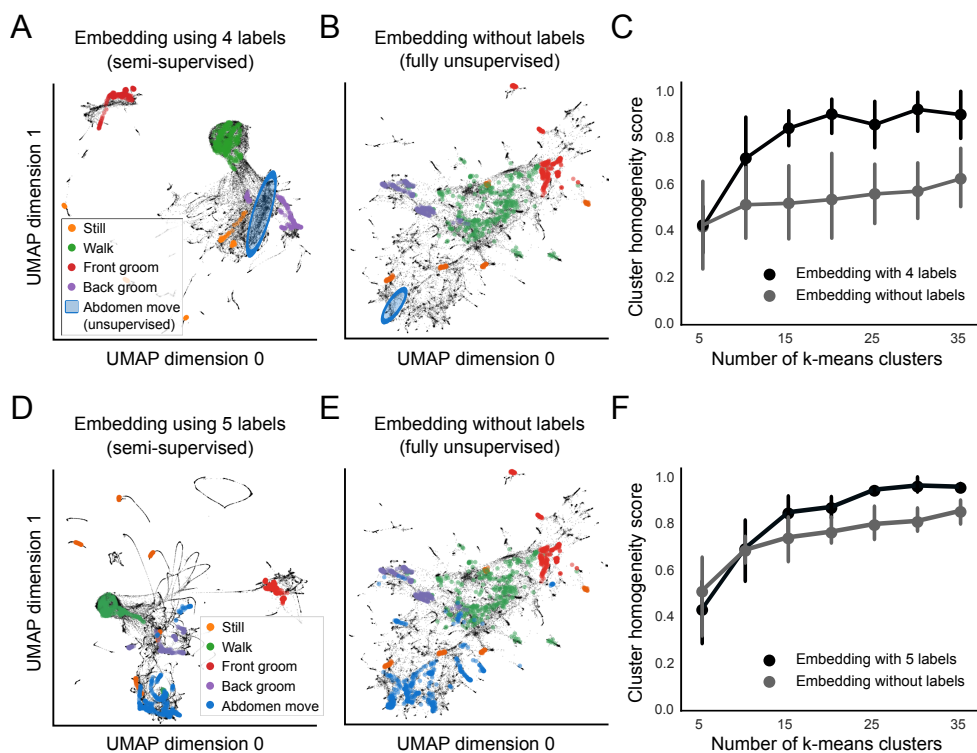 A
Embedding using 4 labels
(semi-supervised)
UMAP dimension 1
Still
Walk
Front groom
Back groom
Abdomen move
(unsupervised)
UMAP dimension 0
B
Embedding without labels
(fully unsupervised)
UMAP dimension 0
C
Cluster homogeneity score
1.0
0.8
0.6
0.4
0.2
0.0
Embedding with 4 labels
Embedding without labels
5
15
25
35
Number of k-means clusters
D
Embedding using 5 labels
(semi-supervised)
UMAP dimension 1
Still
Walk
Front groom
Back groom
Abdomen move
UMAP dimension 0
E
Embedding without labels
(fully unsupervised)
UMAP dimension 0
F
Cluster homogeneity score
1.0
0.8
0.6
0.4
0.2
0.0
Embedding with 5 labels
Embedding without labels
5
15
25
35
Number of k-means clusters